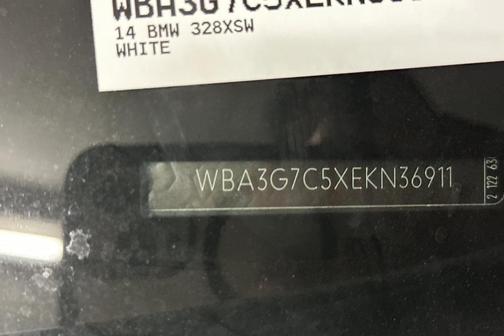 14 BMW 328XSW
WHITE
WBA3G7C5XEKN36911
2 122 63